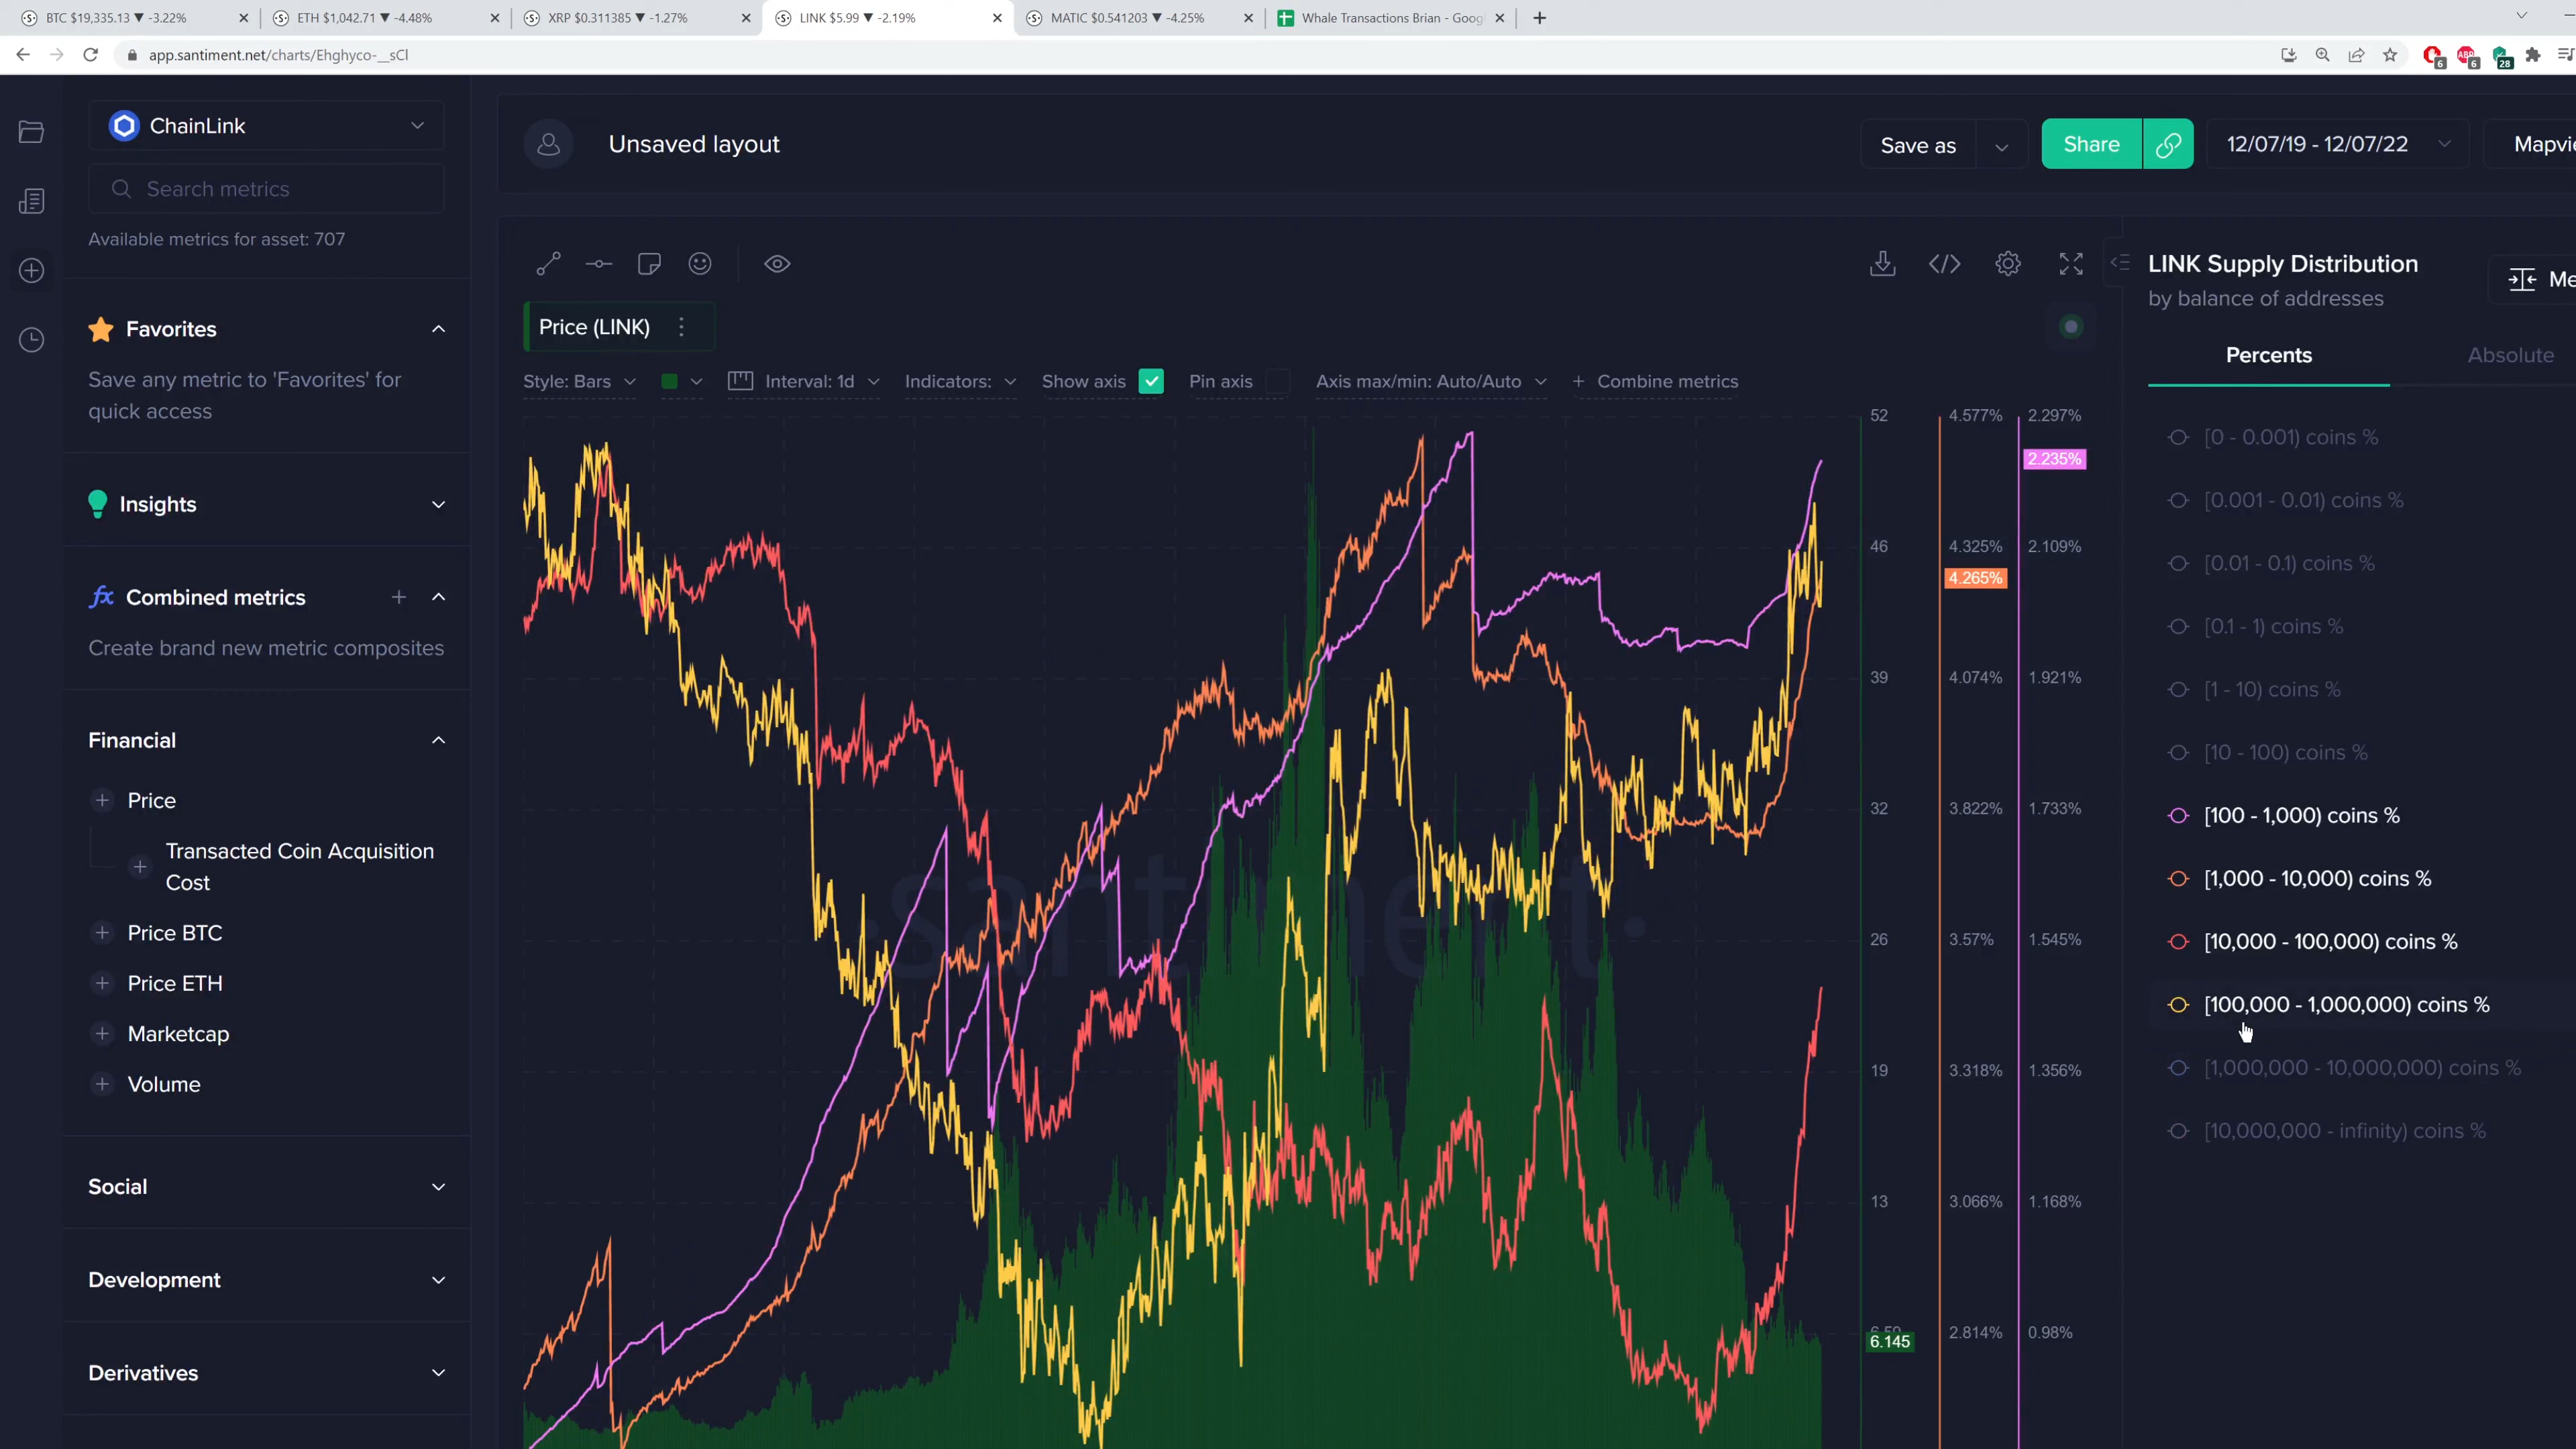 BTC $19,335.13 ▼ -3.22%
ETH $1,042.71 ▼ -4.48%
XRP $0.311385 ▼ -1.27%
LINK $5.99 ▼ -2.19%
MATIC $0.541203 ▼ -4.25%
Whale Transactions Brian - Goog
app.santiment.net/charts/Ehghyco-__sCl
6
6
28
ChainLink
Search metrics
Available metrics for asset: 707
Favorites
Save any metric to 'Favorites' for
quick access
Insights
fx Combined metrics
Create brand new metric composites
Financial
Price
Transacted Coin Acquisition
Cost
Price BTC
Price ETH
Marketcap
Volume
Social
Development
Derivatives
Unsaved layout
Save as
Share
12/07/19 - 12/07/22
Mapvie
Price (LINK)
Style: Bars
Interval: 1d
Indicators:
Show axis
Pin axis
Axis max/min: Auto/Auto
+ Combine metrics
52 4.577% 2.297%
2.235%
46 4.325% 2.109%
4.265%
39 4.074% 1.921%
32 3.822% 1.733%
26 3.57% 1.545%
19 3.318% 1.356%
13 3.066% 1.168%
2.814% 0.98%
6.145
·santiment·
LINK Supply Distribution
by balance of addresses
Me
Percents
Absolute
[0 - 0.001) coins %
[0.001 - 0.01) coins %
[0.01 - 0.1) coins %
[0.1 - 1) coins %
[1 - 10) coins %
[10 - 100) coins %
[100 - 1,000) coins %
[1,000 - 10,000) coins %
[10,000 - 100,000) coins %
[100,000 - 1,000,000) coins %
[1,000,000 - 10,000,000) coins %
[10,000,000 - infinity) coins %